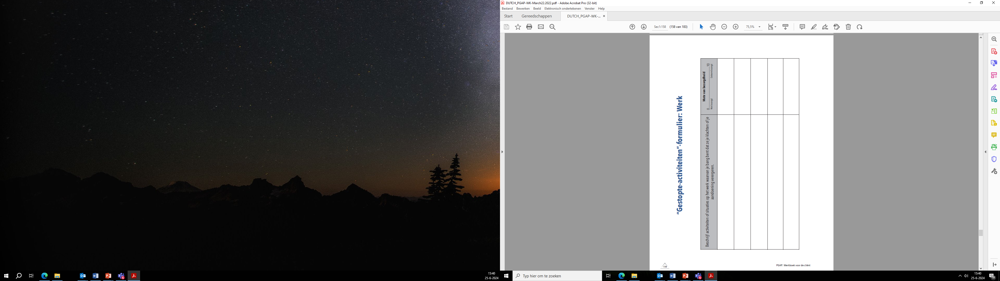 DUTCH_PGAP-WK-March22.2022.pdf - Adobe Acrobat Pro (32-bit)
Bestand Bewerken Beeld Elektronisch ondertekenen Venster Help
Start Gereedschappen DUTCH_PGAP-WK-...
Sec1:158 (158 van 183) 75,5%
"Gestopte-activiteiten"-formulier: Werk
Beschrijf activiteiten of situaties op het werk waarvan je bang bent dat ze je klachten of je
aandoening verergeren.
Mate van bezorgdheid
0 10
Niet bezorgd Extreem bezorgd
158
PGAP: Werkboek voor de cliënt
15:40
25-6-2024
Typ hier om te zoeken
15:40
25-6-2024
19